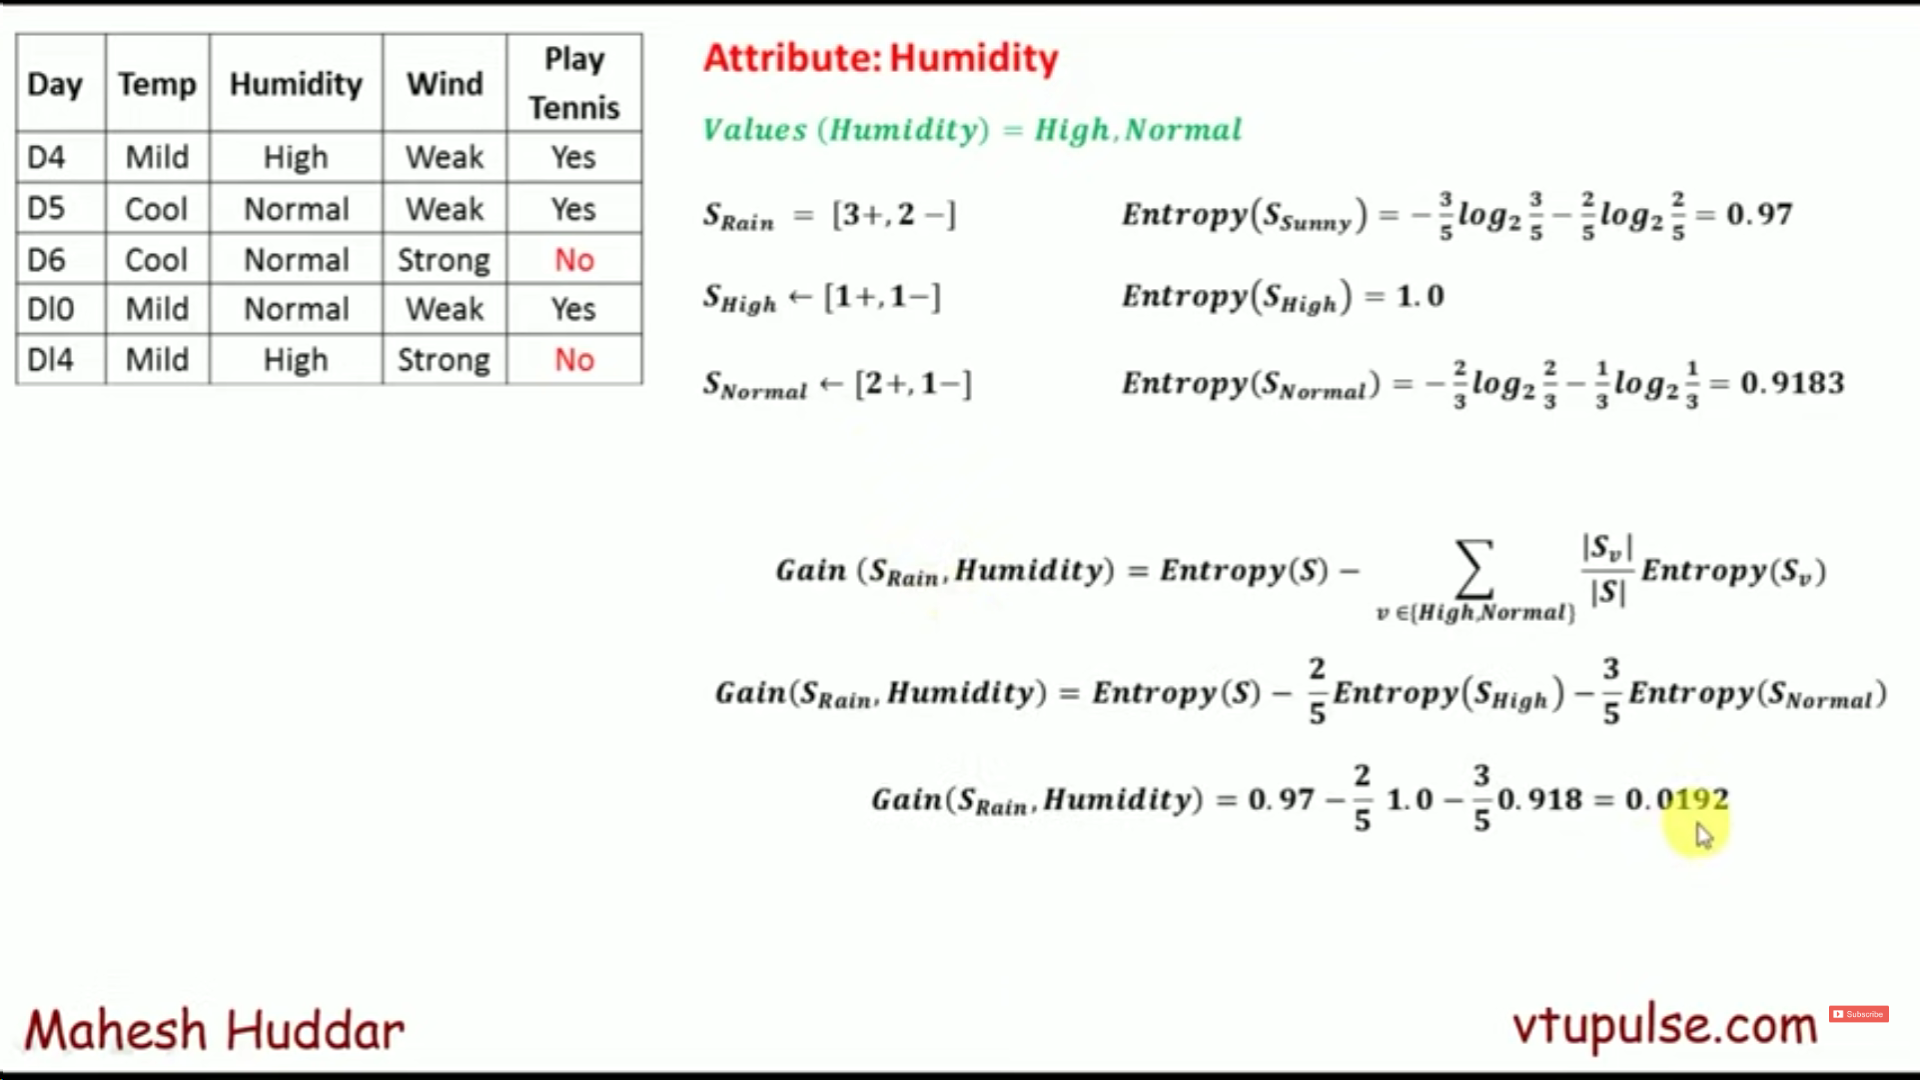 Day Temp Humidity Wind Play Tennis
D4 Mild High Weak Yes
D5 Cool Normal Weak Yes
D6 Cool Normal Strong No
Dl0 Mild Normal Weak Yes
Dl4 Mild High Strong No
Attribute: Humidity
Values (Humidity) = High, Normal
S_Rain = [3+, 2 −] Entropy(S_Sunny) = −3/5 log₂ 3/5 − 2/5 log₂ 2/5 = 0.97
S_High ← [1+, 1−] Entropy(S_High) = 1.0
S_Normal ← [2+, 1−] Entropy(S_Normal) = −2/3 log₂ 2/3 − 1/3 log₂ 1/3 = 0.9183
Gain (S_Rain, Humidity) = Entropy(S) − ∑ v ∈{High,Normal} |S_v|/|S| Entropy(S_v)
Gain(S_Rain, Humidity) = Entropy(S) − 2/5 Entropy(S_High) − 3/5 Entropy(S_Normal)
Gain(S_Rain, Humidity) = 0.97 − 2/5 1.0 − 3/5 0.918 = 0.0192
Mahesh Huddar
vtupulse.com
Subscribe